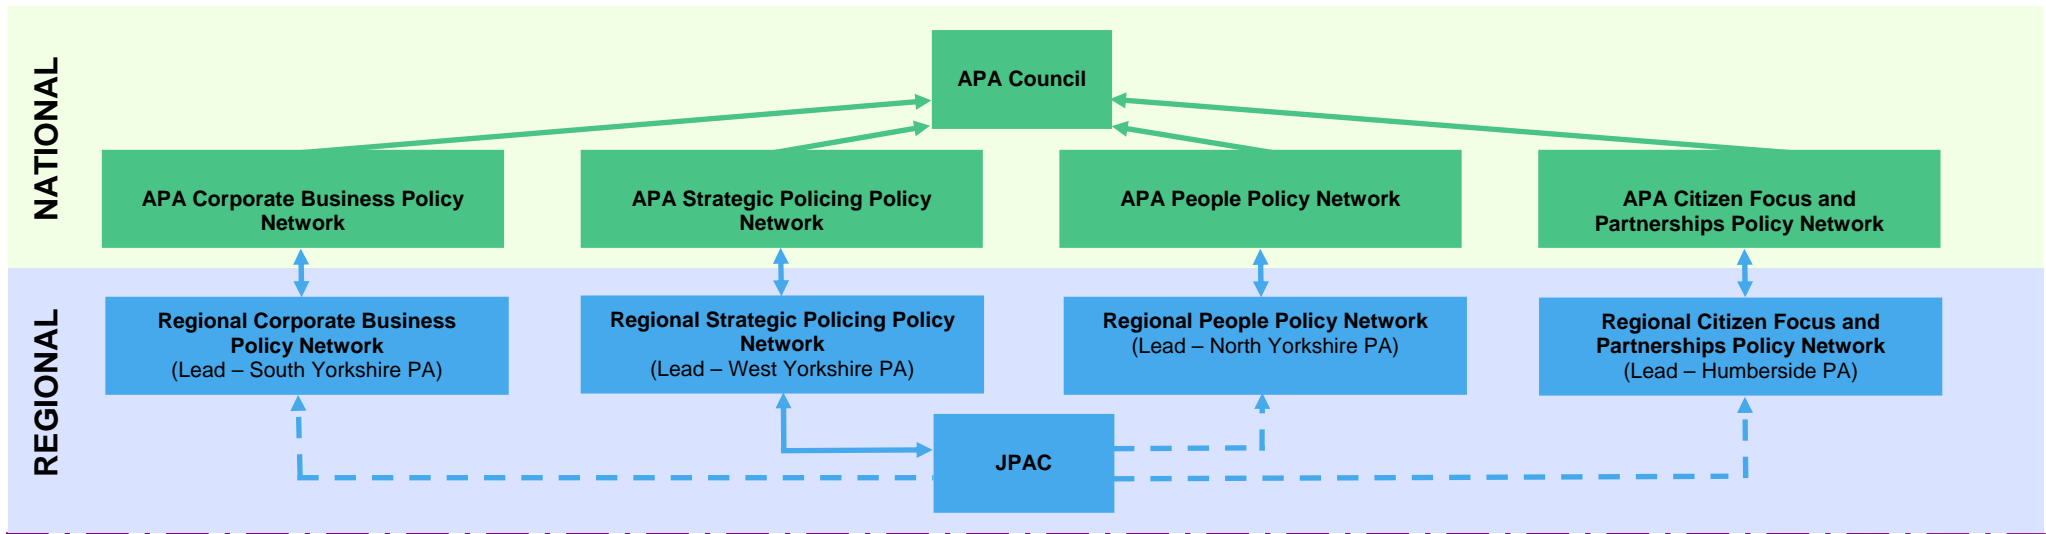 NATIONAL
APA Council
APA Corporate Business Policy
Network
APA Strategic Policing Policy
Network
APA People Policy Network
APA Citizen Focus and
Partnerships Policy Network
REGIONAL
Regional Corporate Business
Policy Network
(Lead – South Yorkshire PA)
Regional Strategic Policing Policy
Network
(Lead – West Yorkshire PA)
Regional People Policy Network
(Lead – North Yorkshire PA)
Regional Citizen Focus and
Partnerships Policy Network
(Lead – Humberside PA)
JPAC